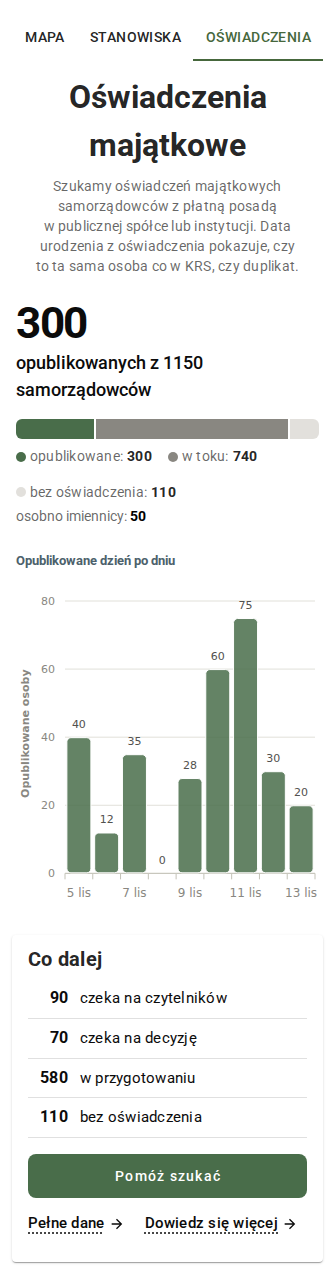 MAPA STANOWISKA OŚWIADCZENIA
Oświadczenia
majątkowe
Szukamy oświadczeń majątkowych
samorządowców z płatną posadą
w publicznej spółce lub instytucji. Data
urodzenia z oświadczenia pokazuje, czy
to ta sama osoba co w KRS, czy duplikat.
300
opublikowanych z 1150
samorządowców
opublikowane: 300 w toku: 740
bez oświadczenia: 110
osobno imiennicy: 50
Opublikowane dzień po dniu
Opublikowane osoby
80
60
40
20
0
40
12
35
0
28
60
75
30
20
5 lis 7 lis 9 lis 11 lis 13 lis
Co dalej
90 czeka na czytelników
70 czeka na decyzję
580 w przygotowaniu
110 bez oświadczenia
Pomóż szukać
Pełne dane → Dowiedz się więcej →